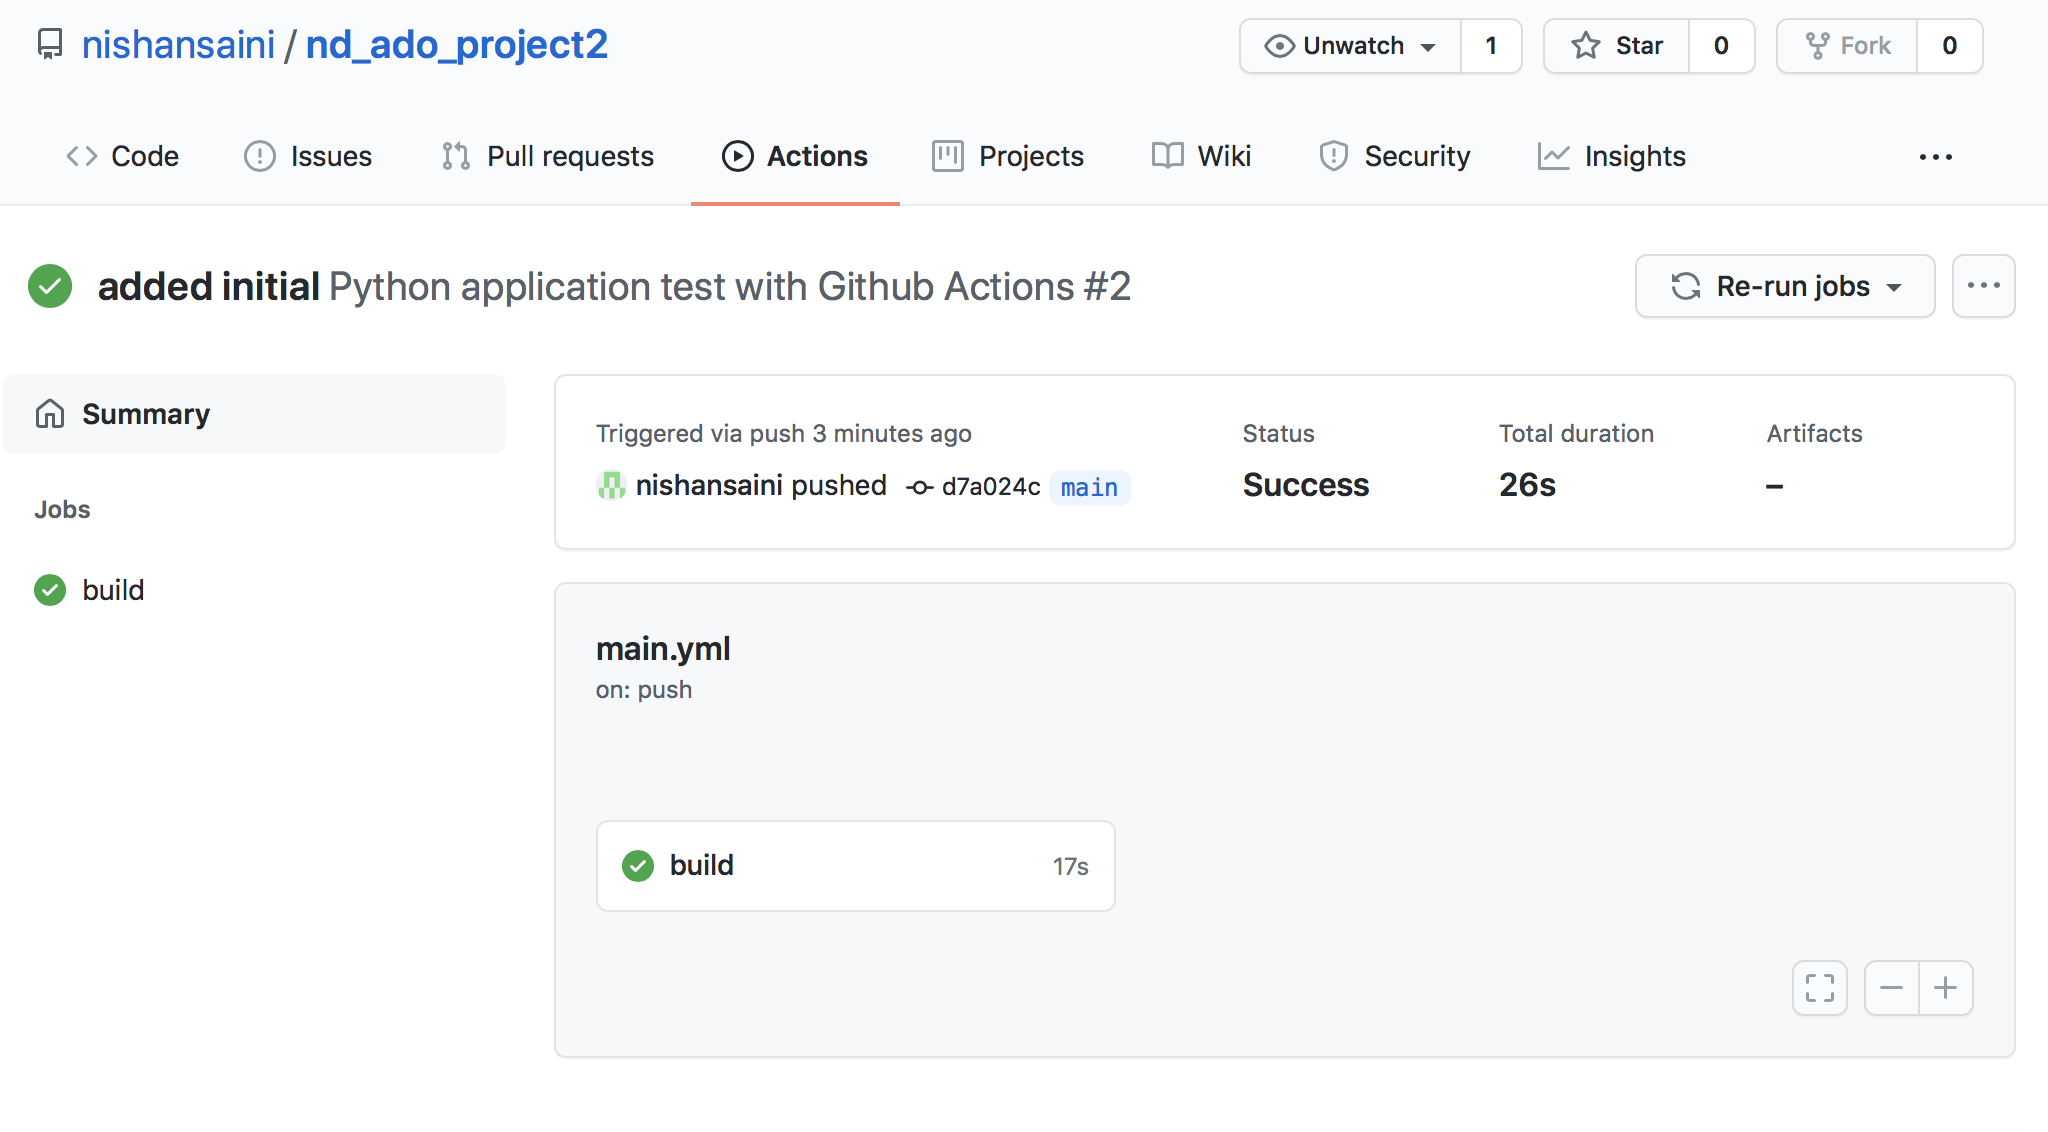 nishansaini / nd_ado_project2
Unwatch 1 Star 0 Fork 0
Code Issues Pull requests Actions Projects Wiki Security Insights
added initial Python application test with Github Actions #2
Re-run jobs
Summary
Jobs
build
Triggered via push 3 minutes ago
nishansaini pushed d7a024c main
Status
Success
Total duration
26s
Artifacts
–
main.yml
on: push
build 17s